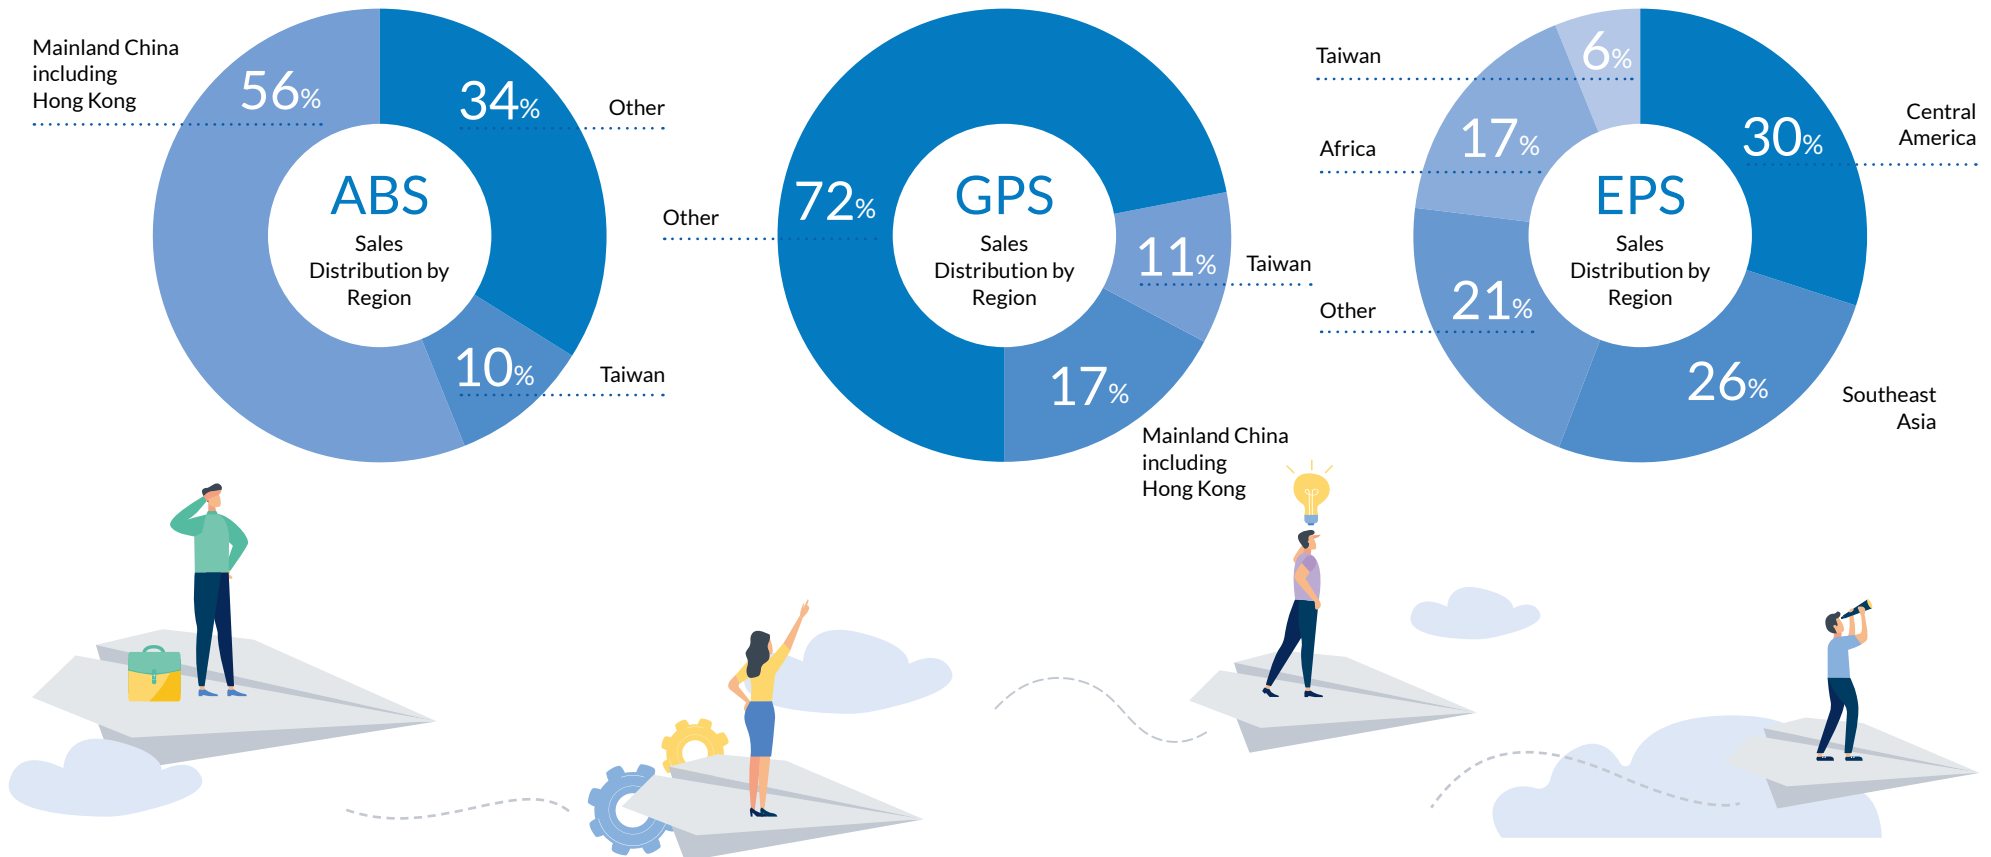 Mainland China
including
Hong Kong
56%
34%
Other
ABS
Sales
Distribution by
Region
10%
Taiwan
Other
72%
GPS
Sales
Distribution by
Region
11%
Taiwan
17%
Mainland China
including
Hong Kong
Taiwan
6%
Africa
17%
30%
Central
America
EPS
Sales
Distribution by
Region
Other
21%
26%
Southeast
Asia